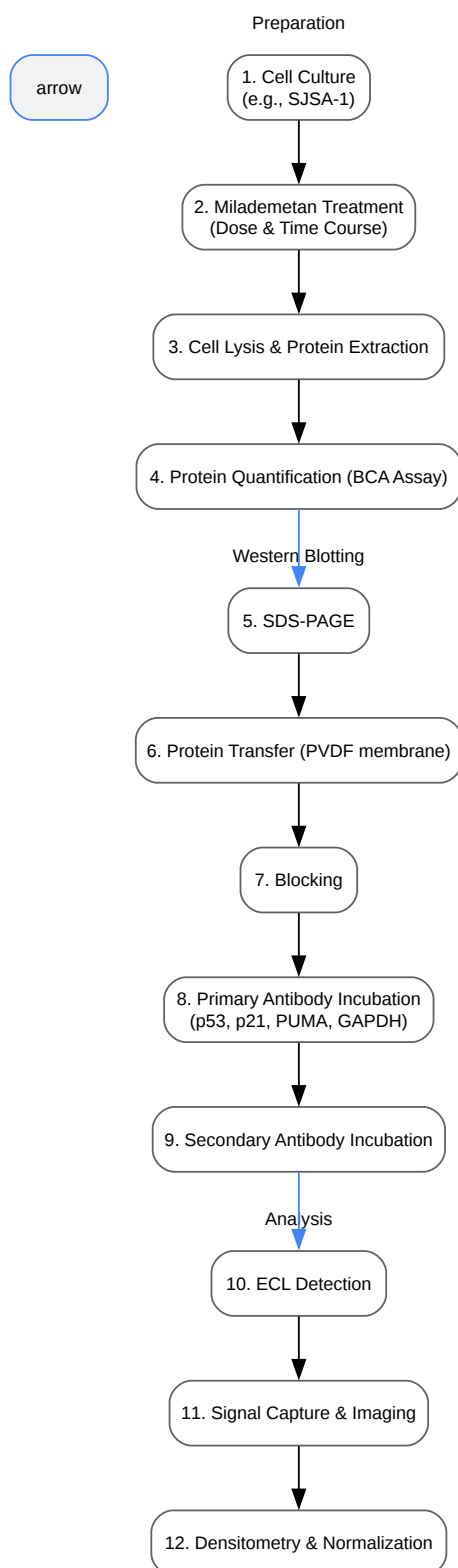 Preparation
arrow
1. Cell Culture
(e.g., SJSA-1)
2. Milademetan Treatment
(Dose & Time Course)
3. Cell Lysis & Protein Extraction
4. Protein Quantification (BCA Assay)
Western Blotting
5. SDS-PAGE
6. Protein Transfer (PVDF membrane)
7. Blocking
8. Primary Antibody Incubation
(p53, p21, PUMA, GAPDH)
9. Secondary Antibody Incubation
Analysis
10. ECL Detection
11. Signal Capture & Imaging
12. Densitometry & Normalization